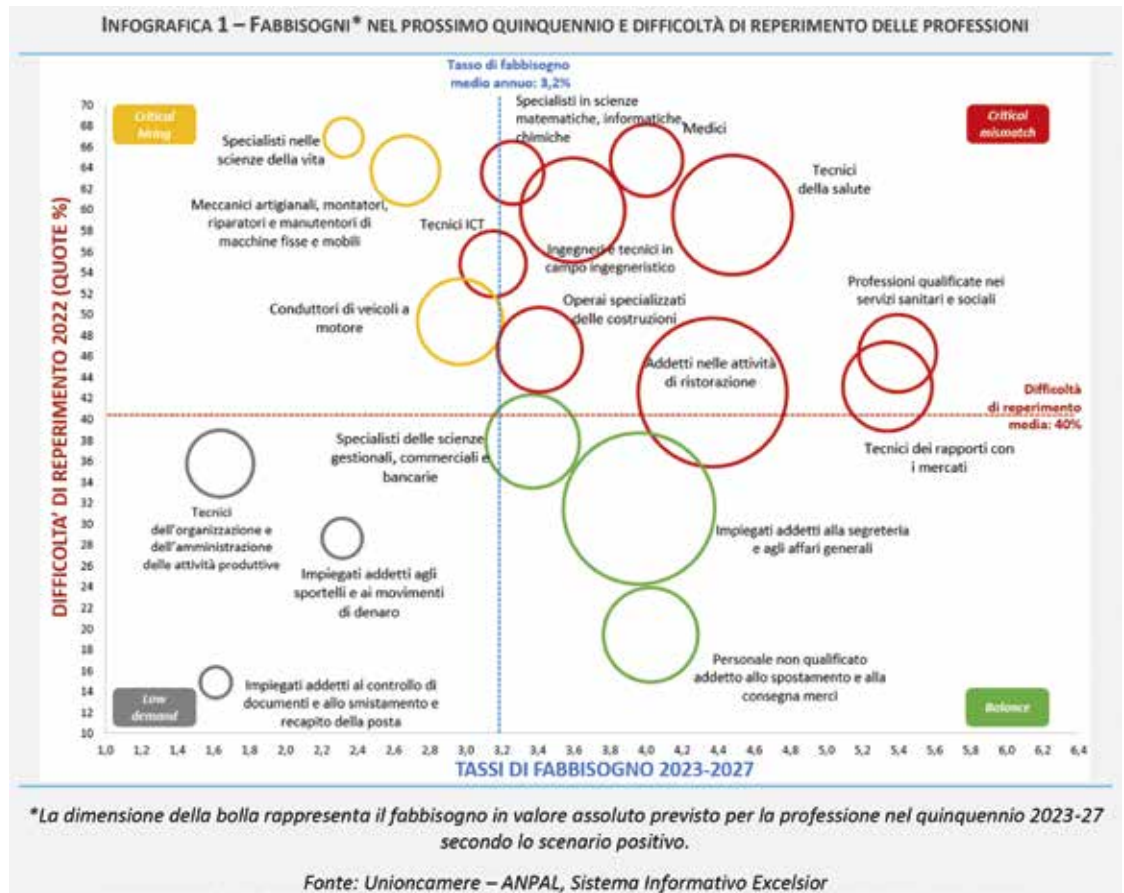 INFOGRAFICA 1 – FABBISOGNI* NEL PROSSIMO QUINQUENNIO E DIFFICOLTÀ DI REPERIMENTO DELLE PROFESSIONI
Tasso di fabbisogno
medio annuo: 3,2%
Critical
hiring
Critical
mismatch
Specialisti in scienze
matematiche, informatiche,
chimiche
Medici
Specialisti nelle
scienze della vita
Tecnici
della salute
Meccanici artigianali, montatori,
riparatori e manutentori di
macchine fisse e mobili
Tecnici ICT
Ingegneri e tecnici in
campo ingegneristico
Professioni qualificate nei
servizi sanitari e sociali
Conduttori di veicoli a
motore
Operai specializzati
delle costruzioni
Addetti nelle attività
di ristorazione
Difficoltà
di reperimento
media: 40%
Specialisti delle scienze
gestionali, commerciali e
bancarie
Tecnici dei rapporti con
i mercati
Tecnici
dell'organizzazione e
dell'amministrazione
delle attività produttive
Impiegati addetti alla segreteria
e agli affari generali
Impiegati addetti agli
sportelli e ai movimenti
di denaro
Personale non qualificato
addetto allo spostamento e alla
consegna merci
Impiegati addetti al controllo di
documenti e allo smistamento e
recapito della posta
Low
demand
Balance
DIFFICOLTA' DI REPERIMENTO 2022 (QUOTE %)
70
68
66
64
62
60
58
56
54
52
50
48
46
44
42
40
38
36
34
32
30
28
26
24
22
20
18
16
14
12
10
1,0 1,2 1,4 1,6 1,8 2,0 2,2 2,4 2,6 2,8 3,0 3,2 3,4 3,6 3,8 4,0 4,2 4,4 4,6 4,8 5,0 5,2 5,4 5,6 5,8 6,0 6,2 6,4
TASSI DI FABBISOGNO 2023-2027
*La dimensione della bolla rappresenta il fabbisogno in valore assoluto previsto per la professione nel quinquennio 2023-27
secondo lo scenario positivo.
Fonte: Unioncamere – ANPAL, Sistema Informativo Excelsior